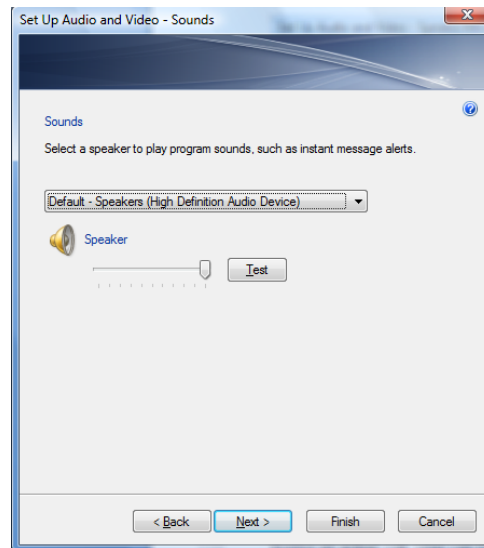 Set Up Audio and Video - Sounds
Sounds
Select a speaker to play program sounds, such as instant message alerts.
Default - Speakers (High Definition Audio Device)
Speaker
Test
< Back Next > Finish Cancel